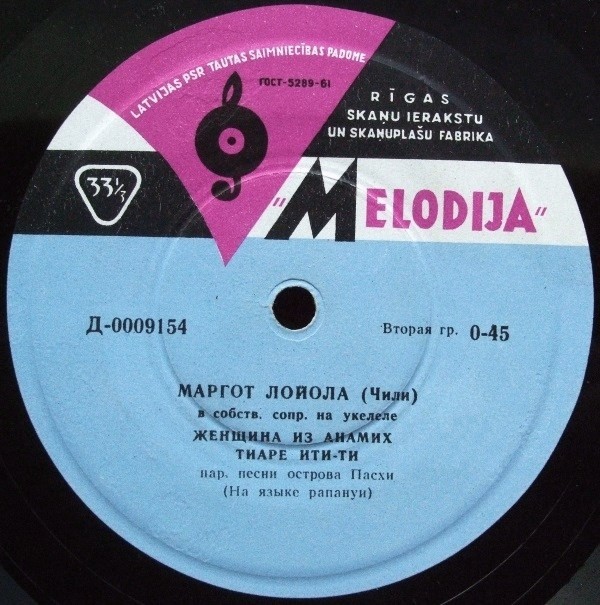 LATVIJAS PSR TAUTAS SAIMNIECĪBAS PADOME
ГОСТ-5289-61
RĪGAS
SKAŅU IERAKSTU
UN SKAŅUPLAŠU FABRIKA
33⅓
"MELODIJA"
Д-0009154
Вторая гр. 0-45
МАРГОТ ЛОЙОЛА (Чили)
в собств. сопр. на укелеле
ЖЕНЩИНА ИЗ АНАМИХ
ТИАРЕ ИТИ-ТИ
нар. песни острова Пасхи
(На языке рапануи)